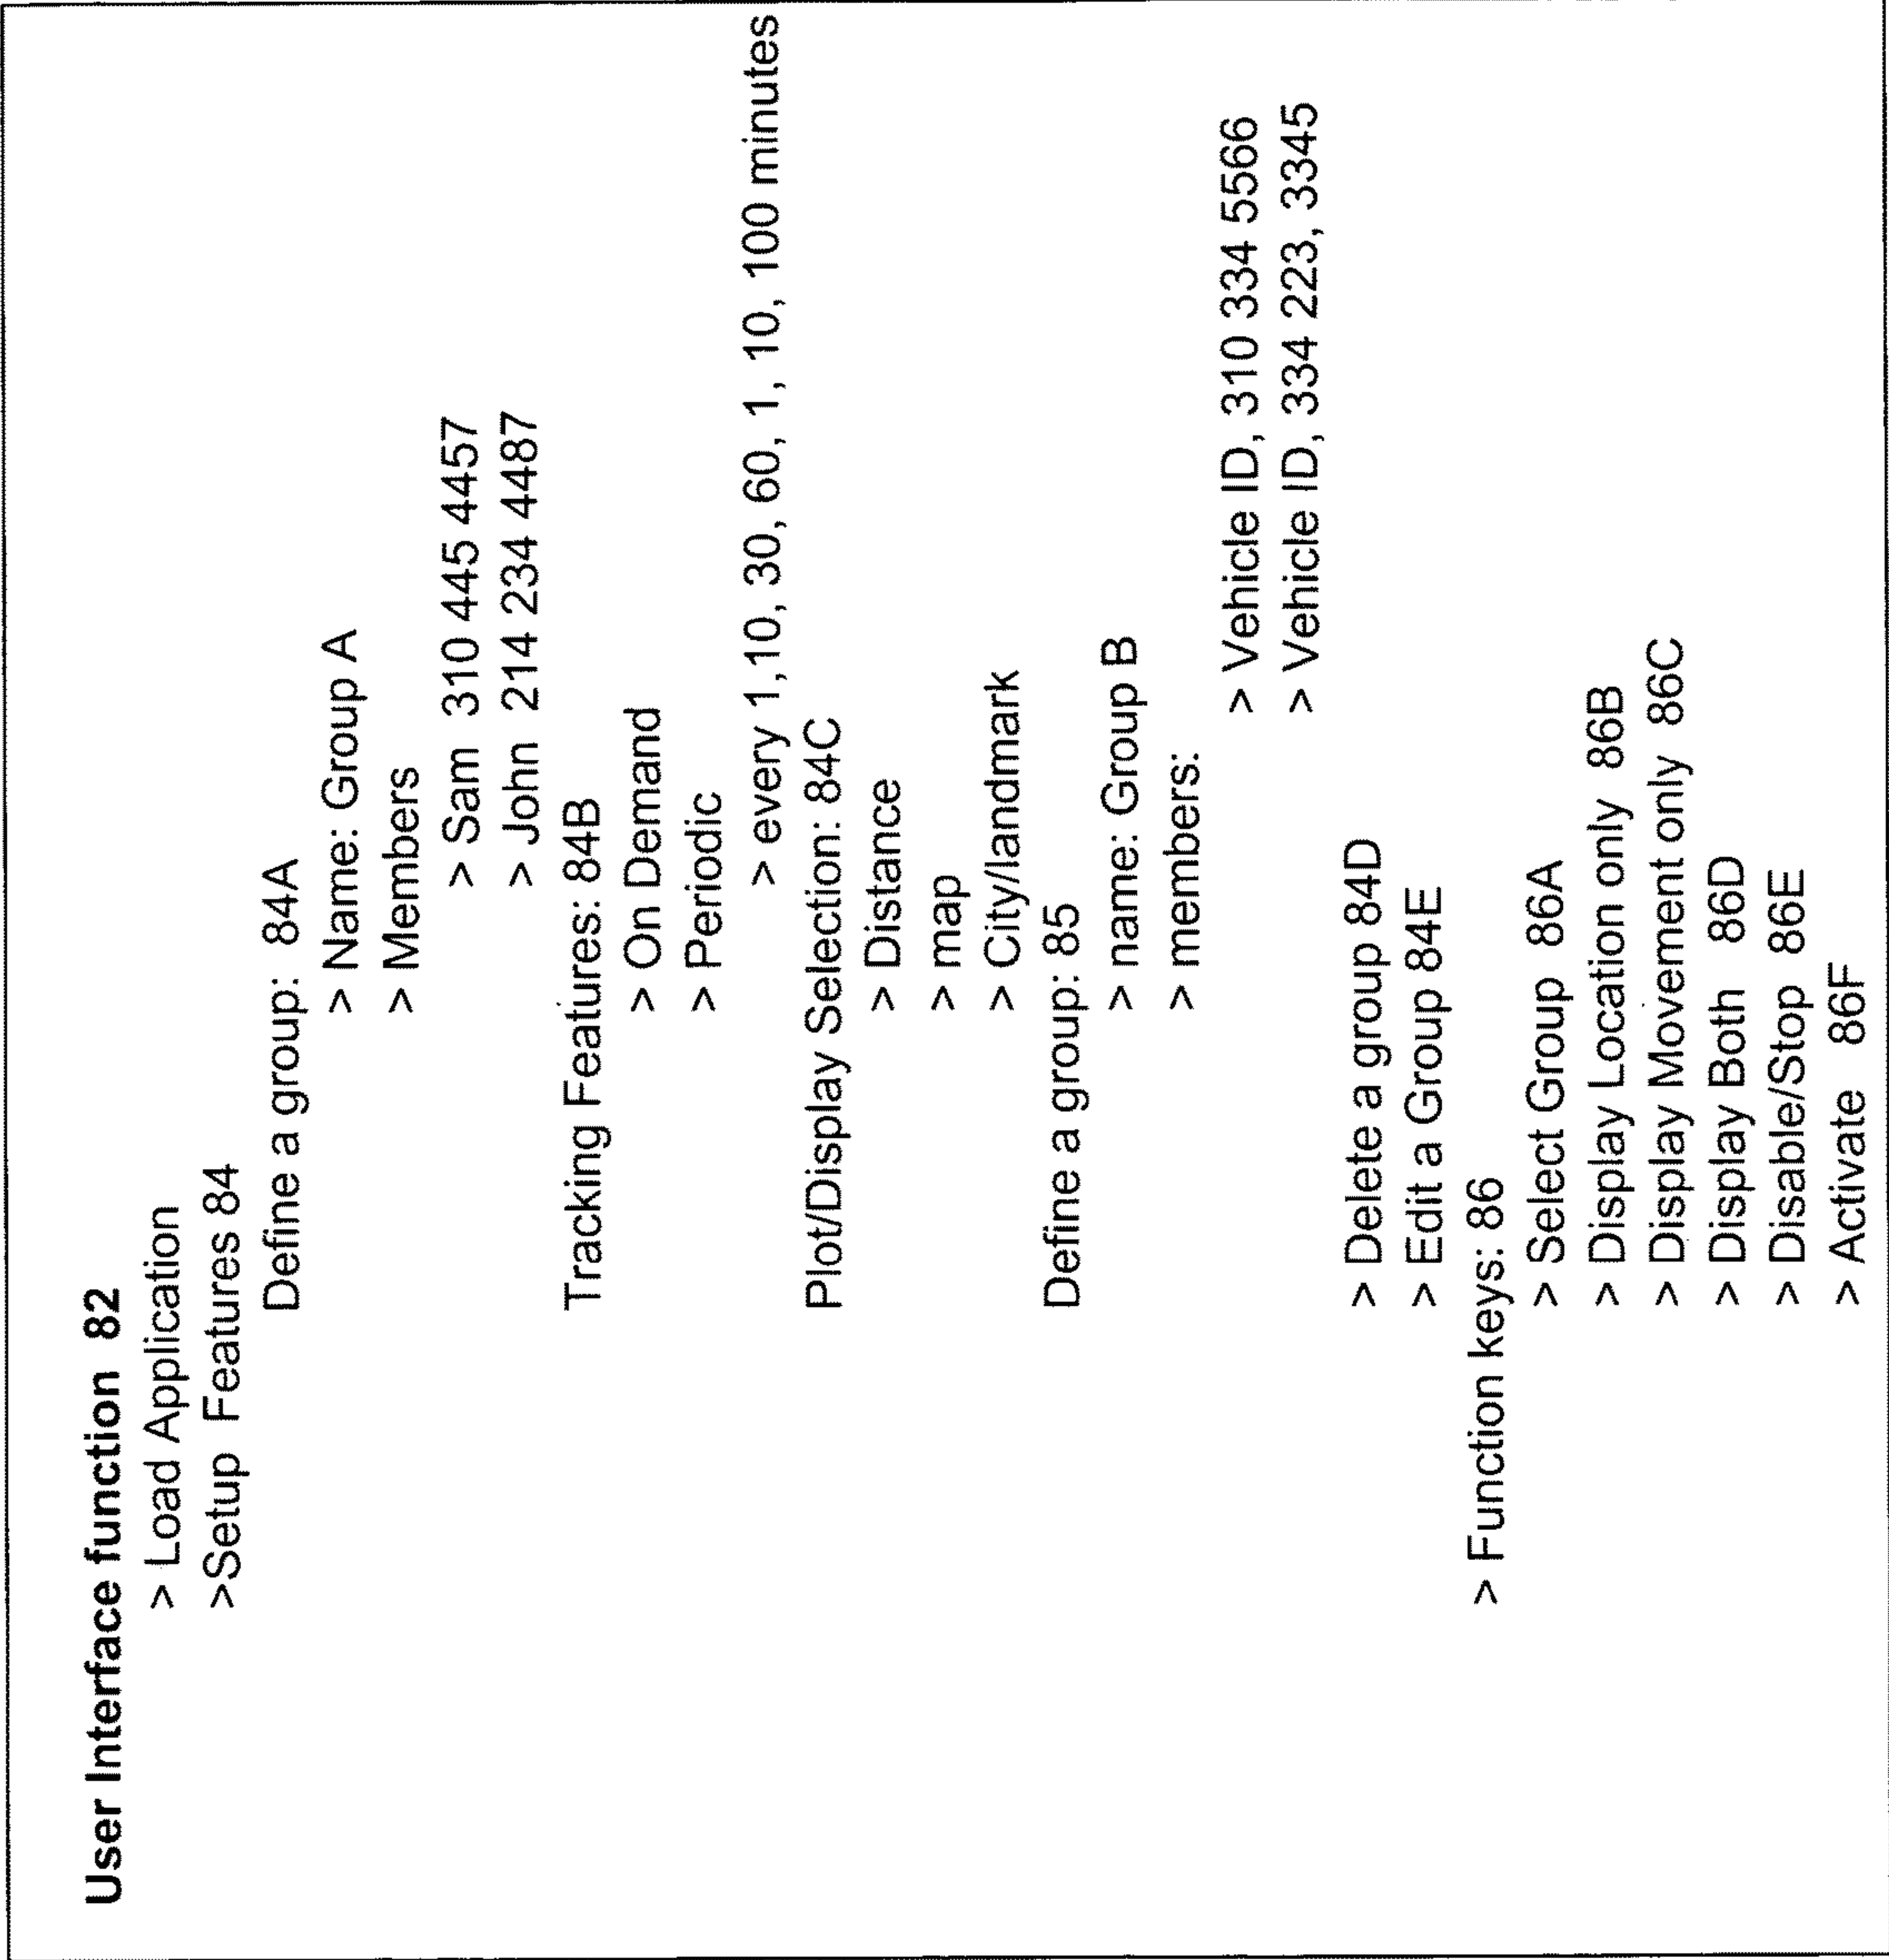 User Interface function 82
> Load Application
>Setup Features 84
Define a group: 84A
> Name: Group A
> Members
> Sam 310 445 4457
> John 214 234 4487
Tracking Features: 84B
> On Demand
> Periodic
> every 1,10, 30, 60, 1, 10, 100 minutes
Plot/Display Selection: 84C
> Distance
> map
> City/landmark
Define a group: 85
> name: Group B
> members:
> Vehicle ID, 310 334 5566
> Vehicle ID, 334 223, 3345
> Delete a group 84D
> Edit a Group 84E
> Function keys: 86
> Select Group 86A
> Display Location only 86B
> Display Movement only 86C
> Display Both 86D
> Disable/Stop 86E
> Activate 86F